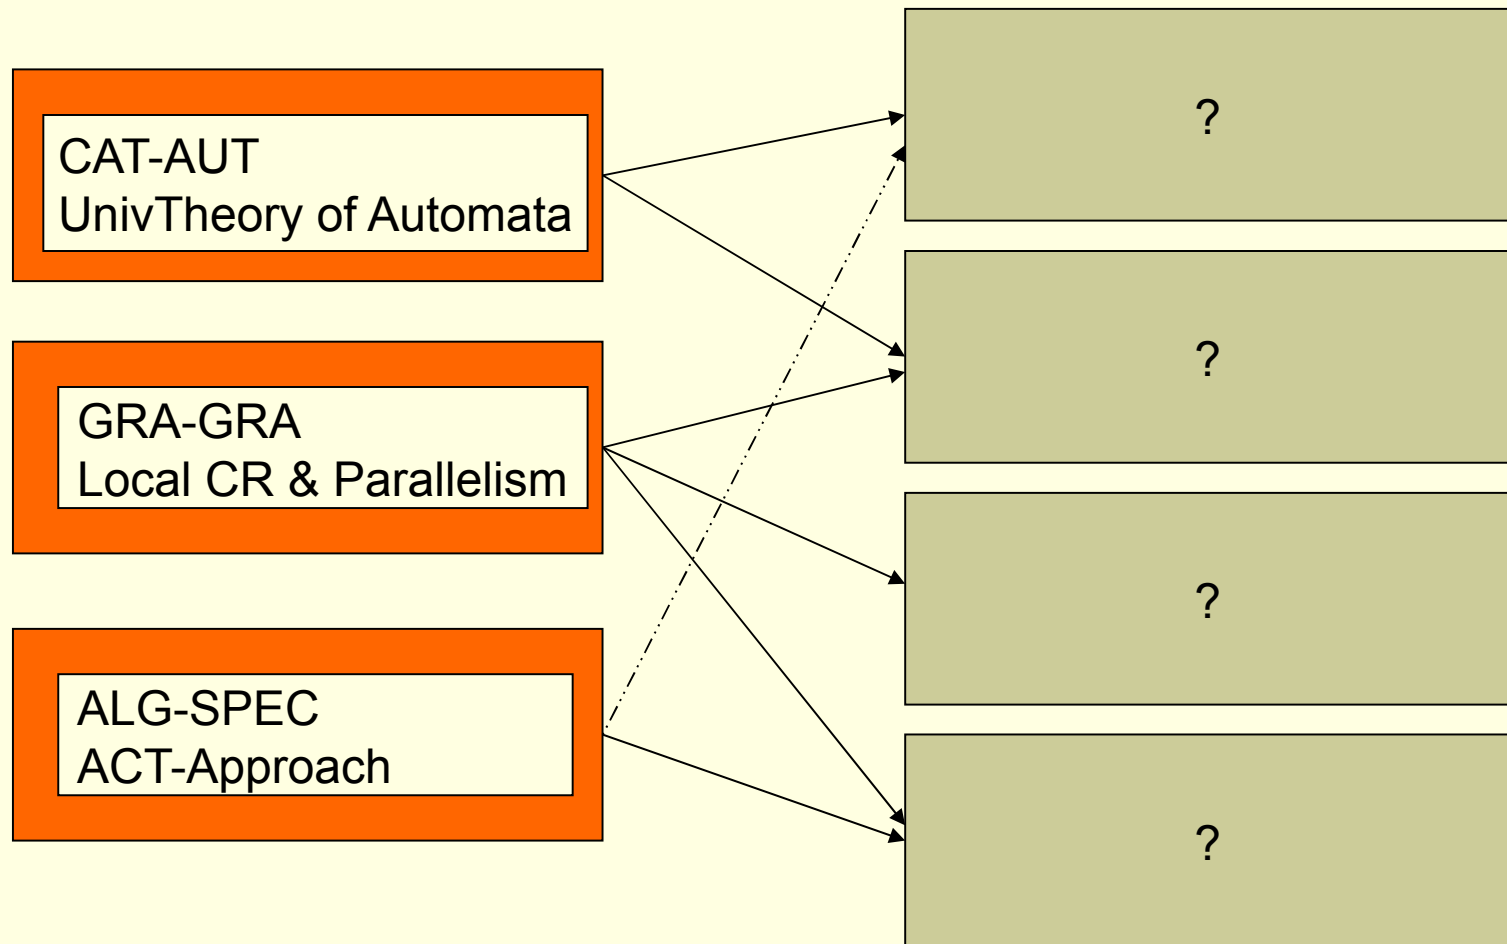 CAT-AUT
UnivTheory of Automata
GRA-GRA
Local CR & Parallelism
ALG-SPEC
ACT-Approach
?
?
?
?